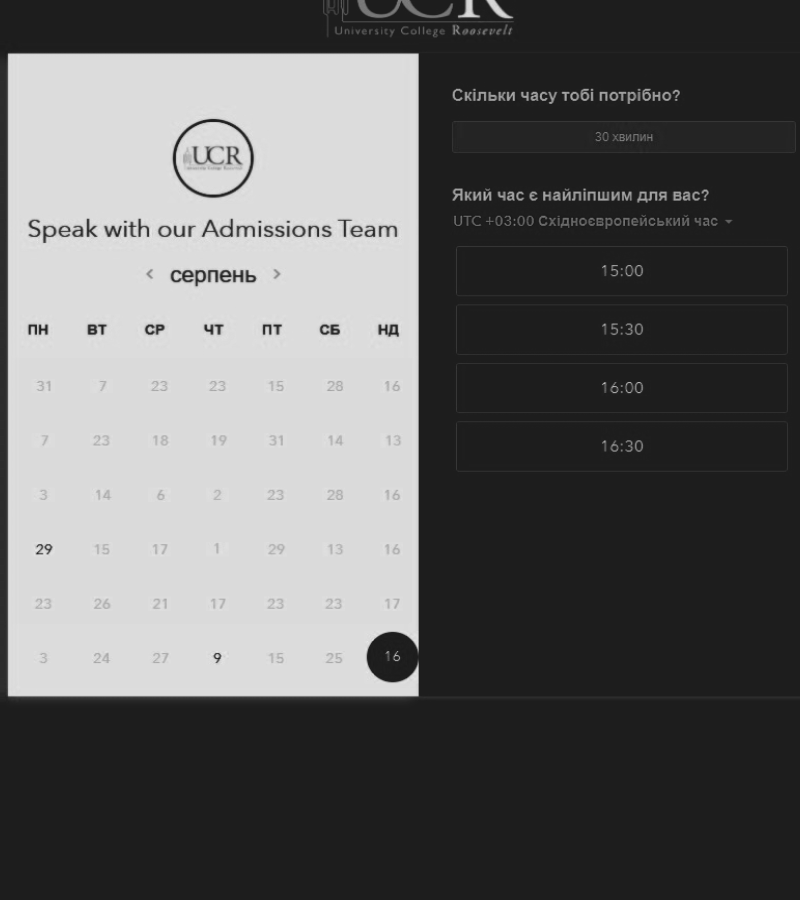 UCR
University College Roosevelt
UCR
Speak with our Admissions Team
серпень
ПН ВТ СР ЧТ ПТ СБ НД
31 7 23 23 15 28 16
7 23 18 19 31 14 13
3 14 6 2 23 28 16
29 15 17 1 29 13 16
23 26 21 17 23 23 17
3 24 27 9 15 25 16
Скільки часу тобі потрібно?
30 хвилин
Який час є найліпшим для вас?
UTC +03:00 Східноєвропейський час
15:00
15:30
16:00
16:30